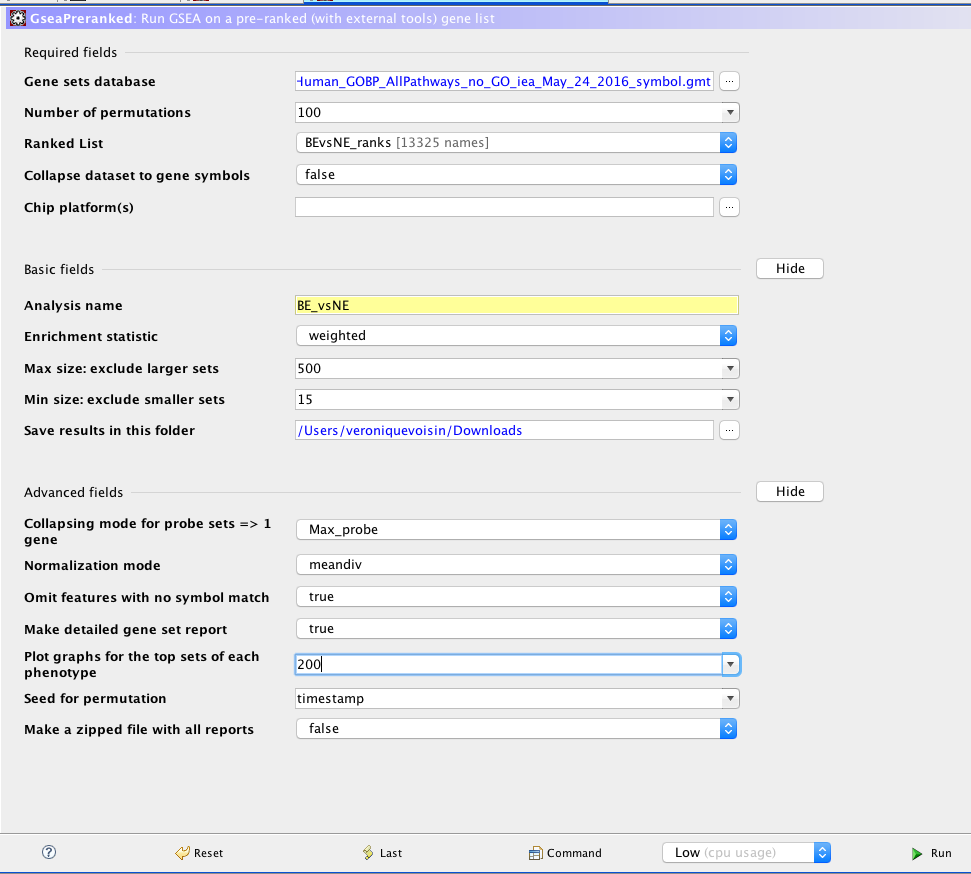 GseaPreranked: Run GSEA on a pre-ranked (with external tools) gene list
Required fields
Gene sets database
Human_GOBP_AllPathways_no_GO_iea_May_24_2016_symbol.gmt
...
Number of permutations
100
Ranked List
BEvsNE_ranks [13325 names]
Collapse dataset to gene symbols
false
Chip platform(s)
...
Basic fields
Hide
Analysis name
BE_vsNE
Enrichment statistic
weighted
Max size: exclude larger sets
500
Min size: exclude smaller sets
15
Save results in this folder
/Users/veroniquevoisin/Downloads
...
Advanced fields
Hide
Collapsing mode for probe sets => 1
gene
Max_probe
Normalization mode
meandiv
Omit features with no symbol match
true
Make detailed gene set report
true
Plot graphs for the top sets of each
phenotype
200
Seed for permutation
timestamp
Make a zipped file with all reports
false
?
Reset
Last
Command
Low (cpu usage)
Run